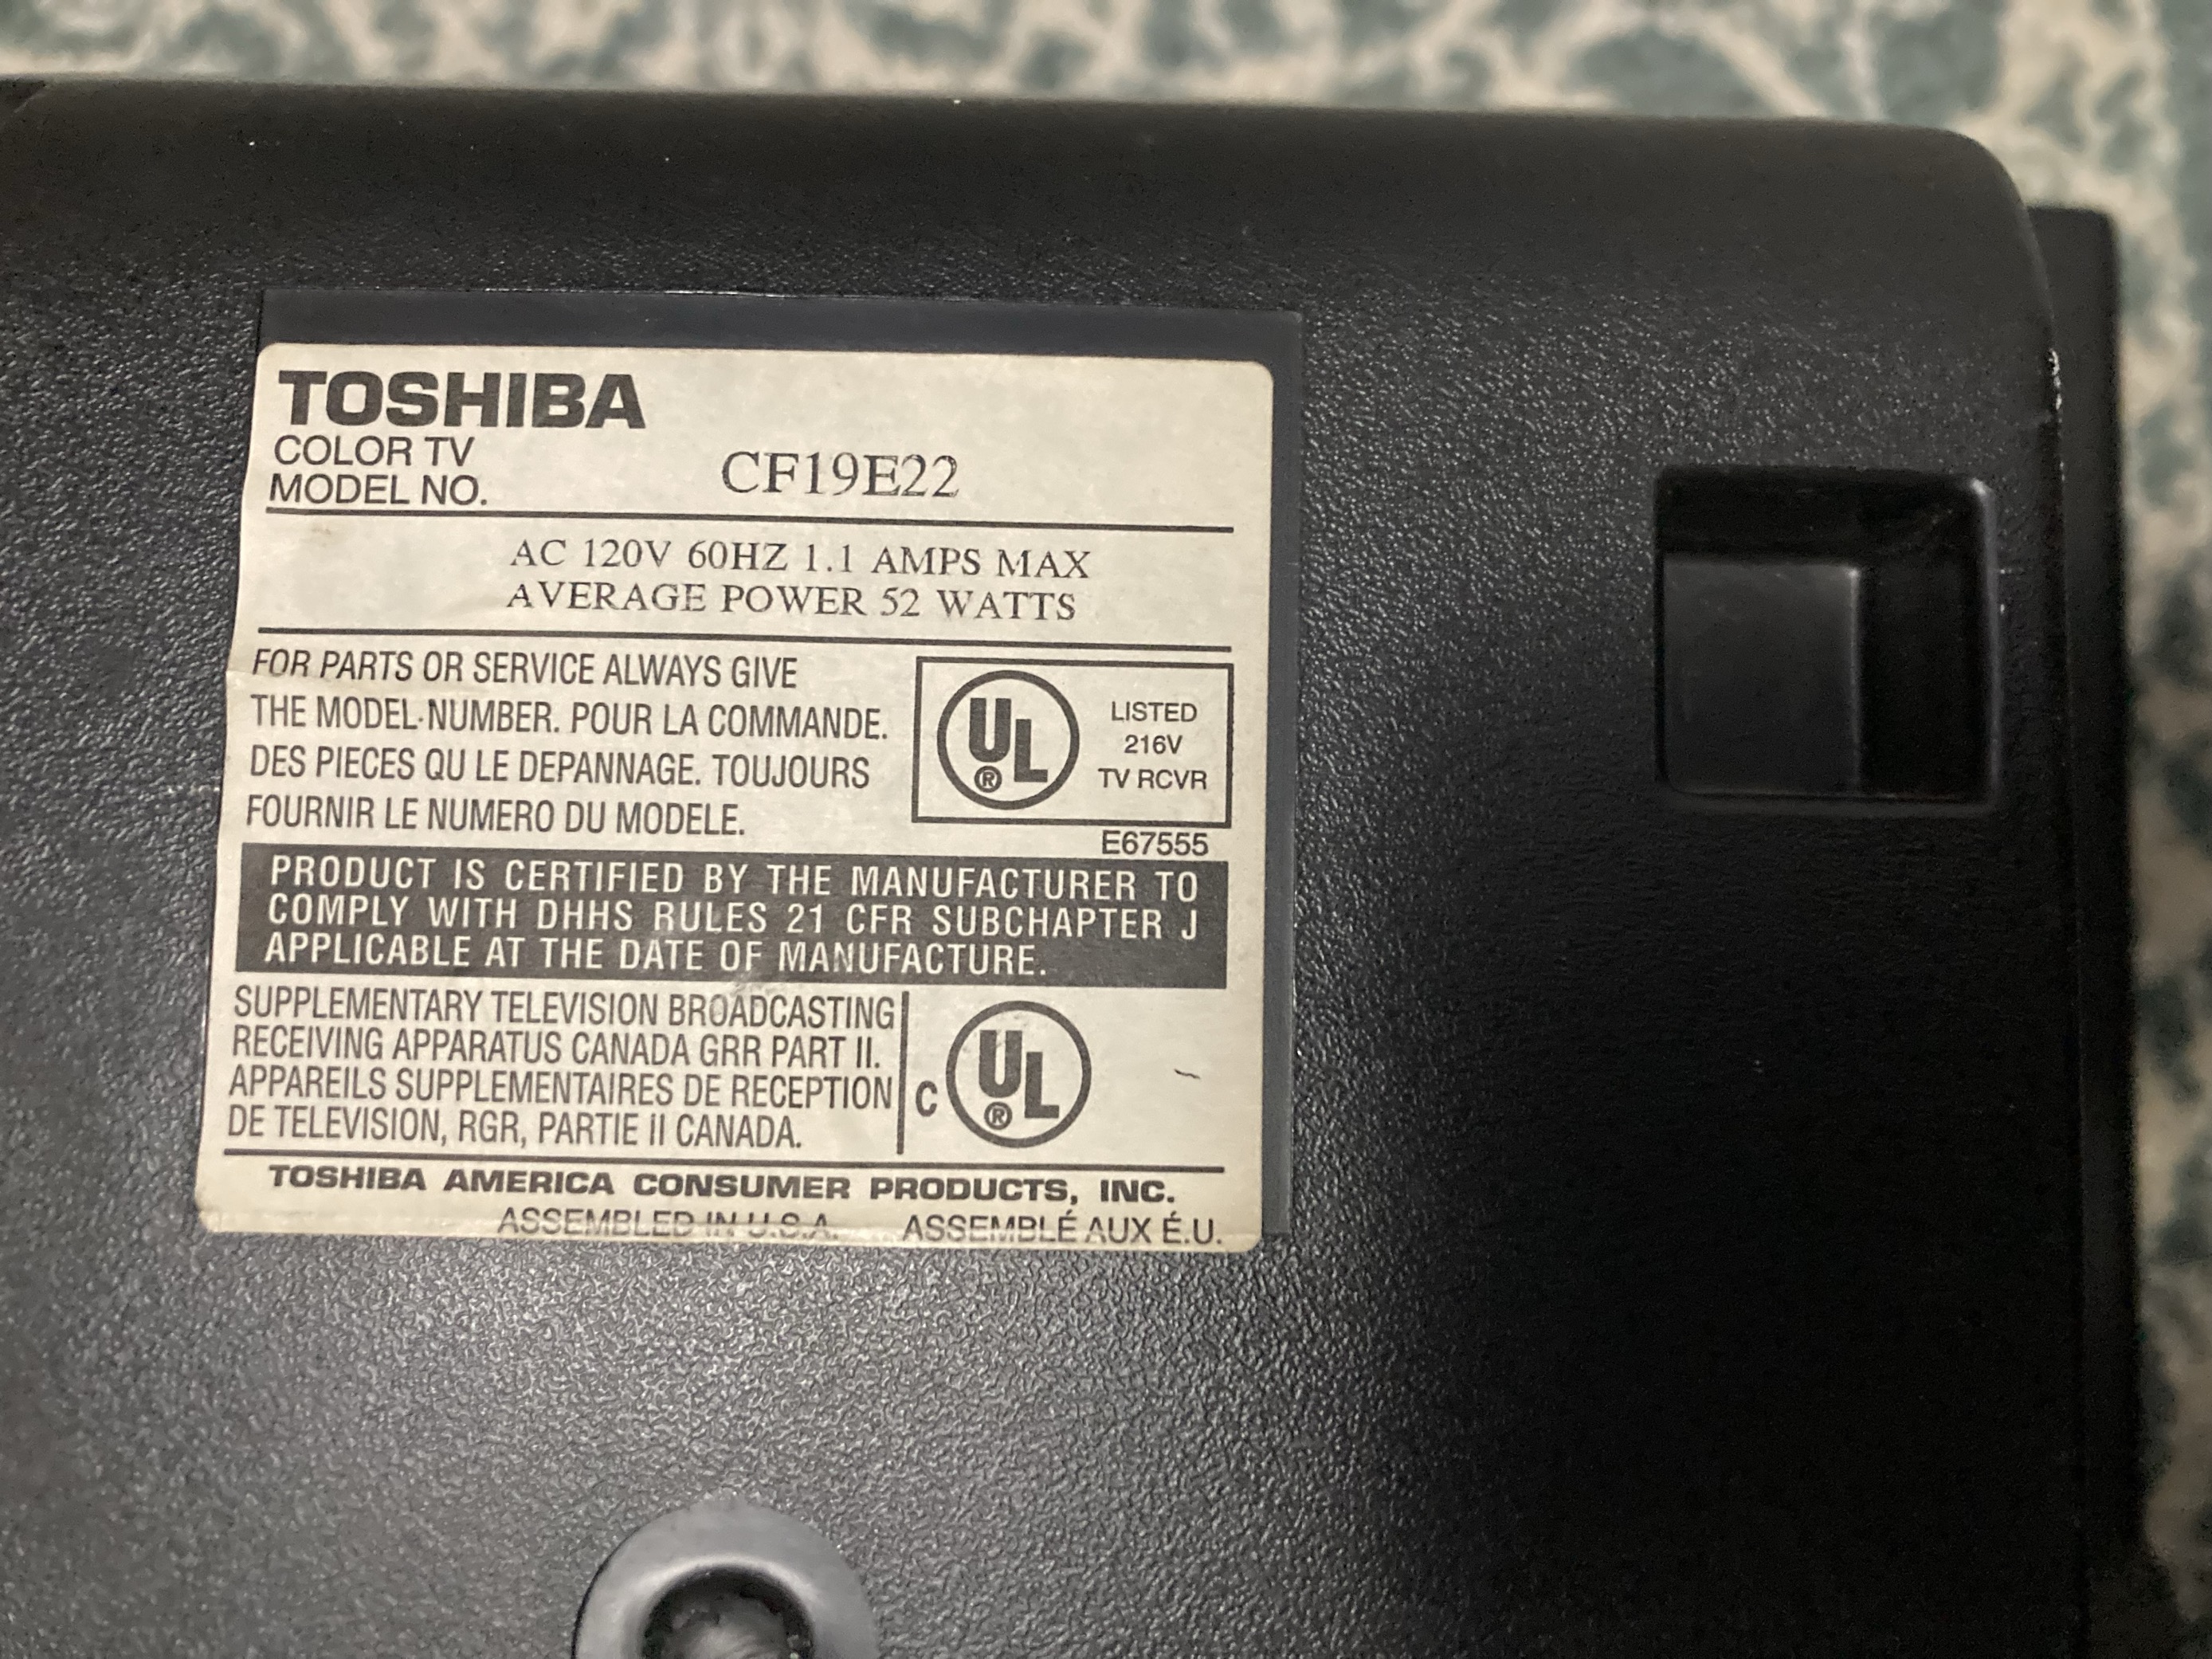 TOSHIBA
COLOR TV
MODEL NO. CF19E22
AC 120V 60HZ 1.1 AMPS MAX
AVERAGE POWER 52 WATTS
FOR PARTS OR SERVICE ALWAYS GIVE
THE MODEL·NUMBER. POUR LA COMMANDE.
DES PIECES QU LE DEPANNAGE. TOUJOURS
FOURNIR LE NUMERO DU MODELE.
UL ®
LISTED
216V
TV RCVR
E67555
PRODUCT IS CERTIFIED BY THE MANUFACTURER TO
COMPLY WITH DHHS RULES 21 CFR SUBCHAPTER J
APPLICABLE AT THE DATE OF MANUFACTURE.
SUPPLEMENTARY TELEVISION BROADCASTING
RECEIVING APPARATUS CANADA GRR PART II.
APPAREILS SUPPLEMENTAIRES DE RECEPTION
DE TELEVISION, RGR, PARTIE II CANADA.
C UL ®
TOSHIBA AMERICA CONSUMER PRODUCTS, INC.
ASSEMBLED IN U.S.A. ASSEMBLÉ AUX É.U.